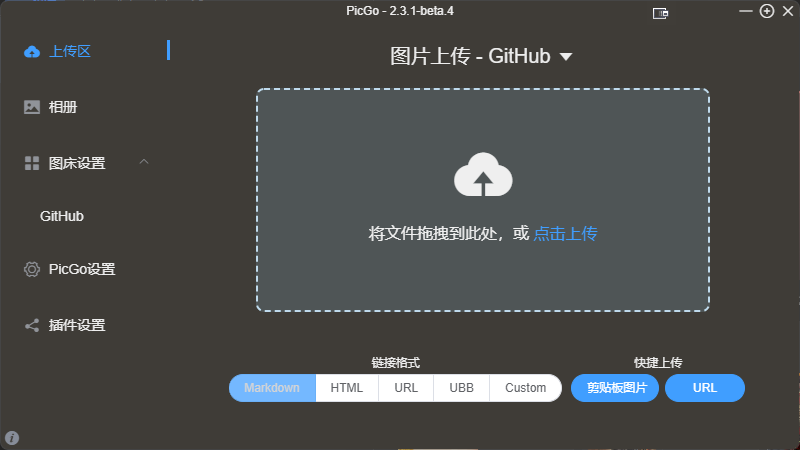 PicGo - 2.3.1-beta.4
上传区
相册
图床设置
GitHub
PicGo设置
插件设置
图片上传 - GitHub
将文件拖拽到此处，或 点击上传
链接格式
Markdown HTML URL UBB Custom
快捷上传
剪贴板图片 URL